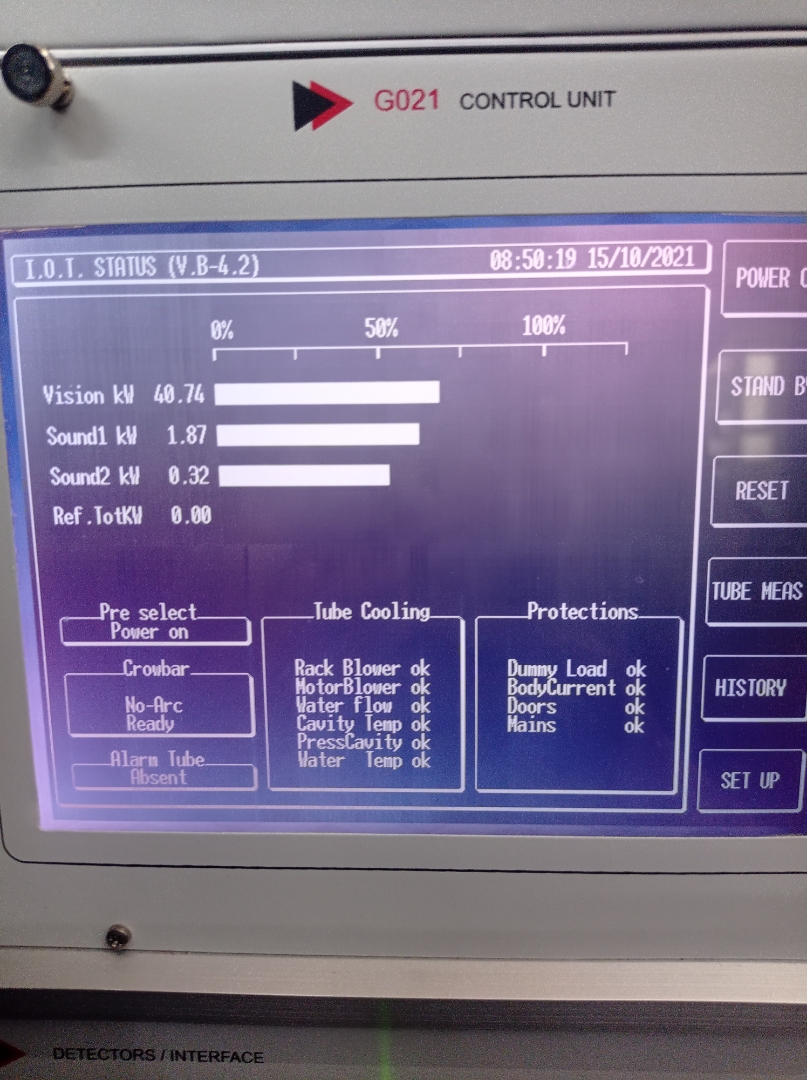 G021 CONTROL UNIT
I.O.T. STATUS (V.B-4.2) 08:50:19 15/10/2021
0% 50% 100%
Vision kW 40.74
Sound1 kW 1.87
Sound2 kW 0.32
Ref.TotKW 0.00
Pre select
Power on
Crowbar
No-Arc
Ready
Alarm Tube
Absent
Tube Cooling
Rack Blower ok
MotorBlower ok
Water flow ok
Cavity Temp ok
PressCavity ok
Water Temp ok
Protections
Dummy Load ok
BodyCurrent ok
Doors ok
Mains ok
POWER
STAND
RESET
TUBE MEAS
HISTORY
SET UP
DETECTORS / INTERFACE